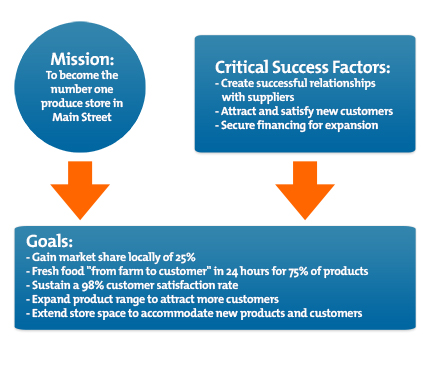 Mission:
To become the
number one
produce store in
Main Street
Critical Success Factors:
- Create successful relationships
with suppliers
- Attract and satisfy new customers
- Secure financing for expansion
Goals:
- Gain market share locally of 25%
- Fresh food "from farm to customer" in 24 hours for 75% of products
- Sustain a 98% customer satisfaction rate
- Expand product range to attract more customers
- Extend store space to accommodate new products and customers